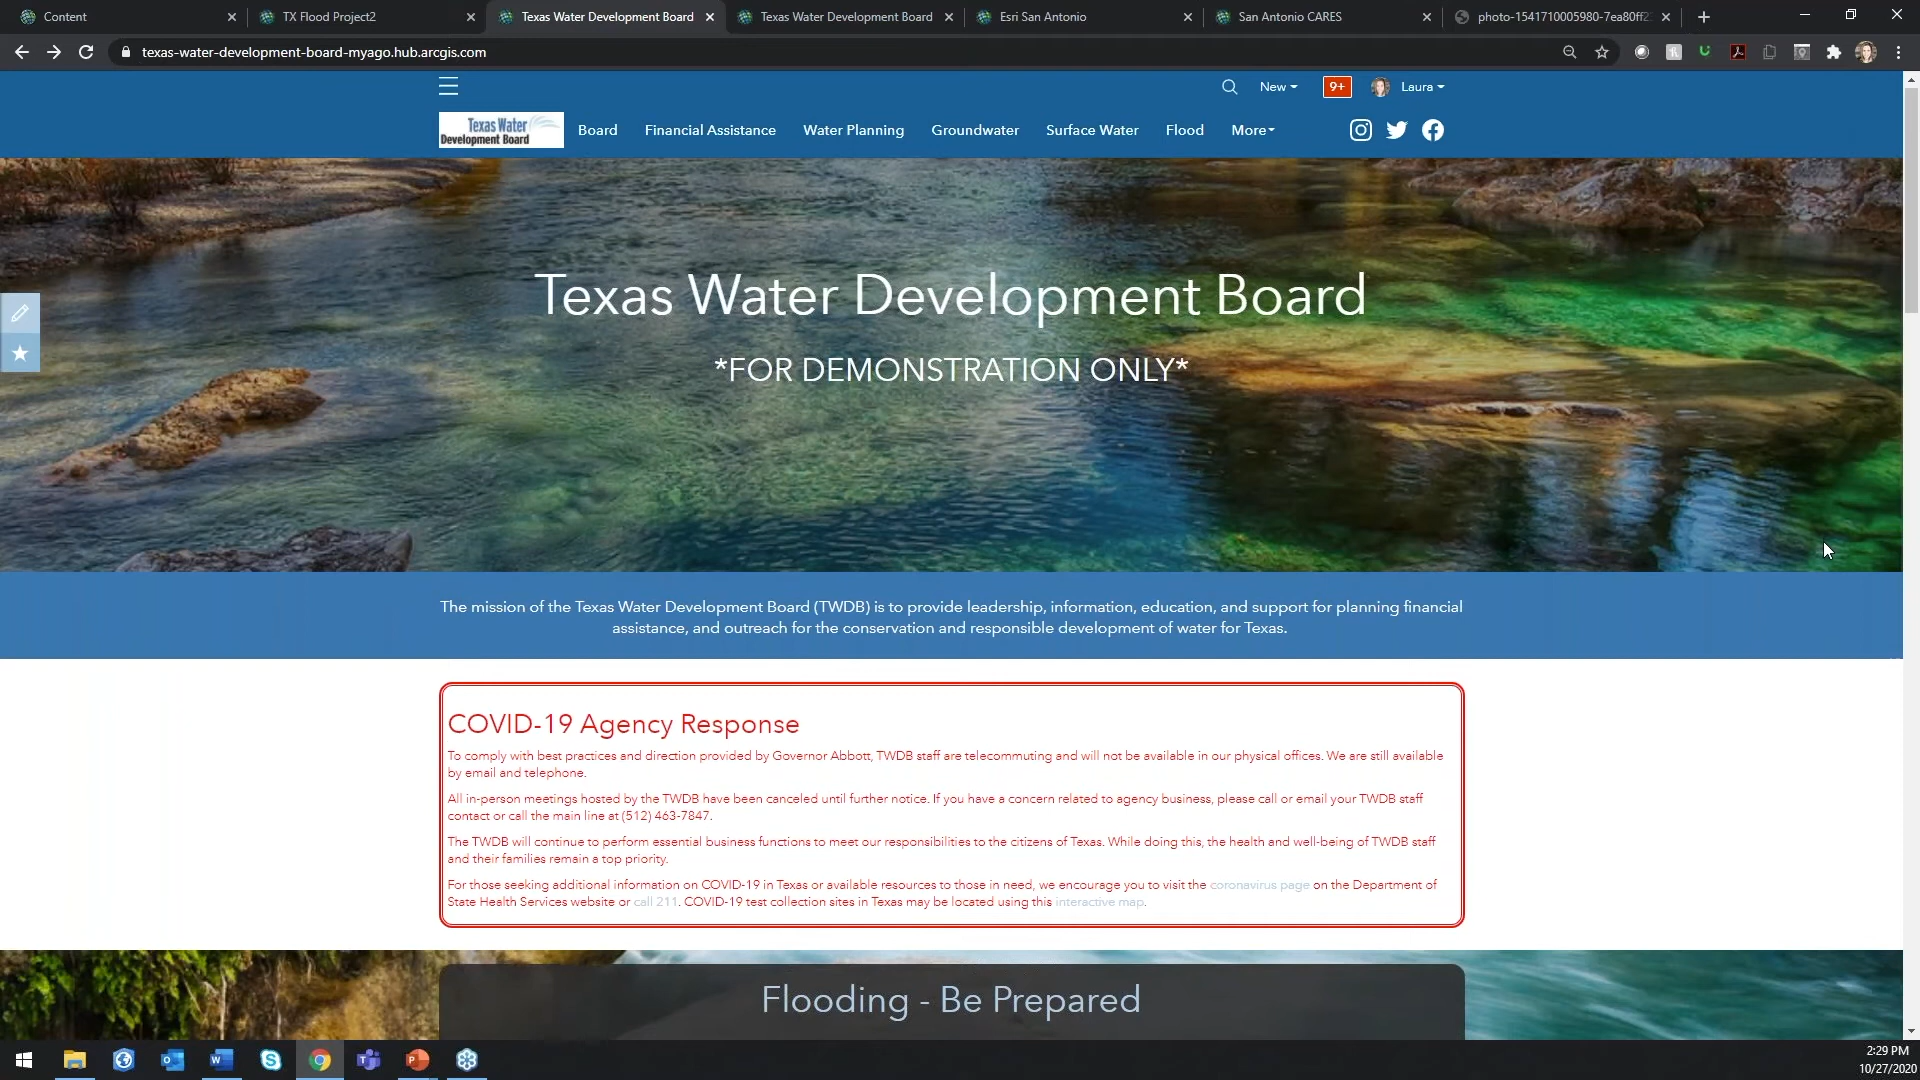 Content
TX Flood Project2
Texas Water Development Board
Texas Water Development Board
Esri San Antonio
San Antonio CARES
photo-1541710005980-7ea80ff2
texas-water-development-board-myago.hub.arcgis.com
New
9+
Laura
Texas Water
Development Board
Board
Financial Assistance
Water Planning
Groundwater
Surface Water
Flood
More
Texas Water Development Board
*FOR DEMONSTRATION ONLY*
The mission of the Texas Water Development Board (TWDB) is to provide leadership, information, education, and support for planning financial
assistance, and outreach for the conservation and responsible development of water for Texas.
COVID-19 Agency Response
To comply with best practices and direction provided by Governor Abbott, TWDB staff are telecommuting and will not be available in our physical offices. We are still available
by email and telephone.
All in-person meetings hosted by the TWDB have been canceled until further notice. If you have a concern related to agency business, please call or email your TWDB staff
contact or call the main line at (512) 463-7847.
The TWDB will continue to perform essential business functions to meet our responsibilities to the citizens of Texas. While doing this, the health and well-being of TWDB staff
and their families remain a top priority.
For those seeking additional information on COVID-19 in Texas or available resources to those in need, we encourage you to visit the coronavirus page on the Department of
State Health Services website or call 211. COVID-19 test collection sites in Texas may be located using this interactive map.
Flooding - Be Prepared
2:29 PM
10/27/2020